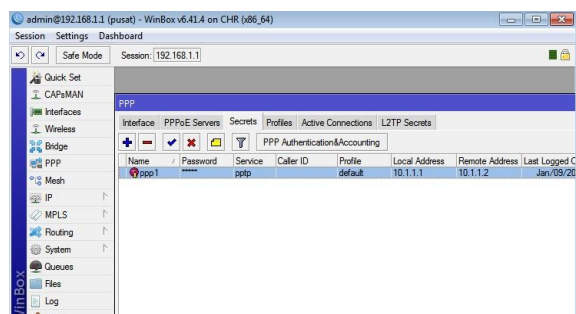 admin@192.168.1.1 (pusat) - WinBox v6.41.4 on CHR (x86_64)
Session Settings Dashboard
Safe Mode Session: 192.168.1.1
Quick Set
CAPsMAN
Interfaces
Wireless
Bridge
PPP
Mesh
IP
MPLS
Routing
System
Queues
Files
Log
WinBox
PPP
Interface PPPoE Servers Secrets Profiles Active Connections L2TP Secrets
PPP Authentication&Accounting
Name / Password Service Caller ID Profile Local Address Remote Address Last Logged O
ppp1 ***** pptp default 10.1.1.1 10.1.1.2 Jan/09/20